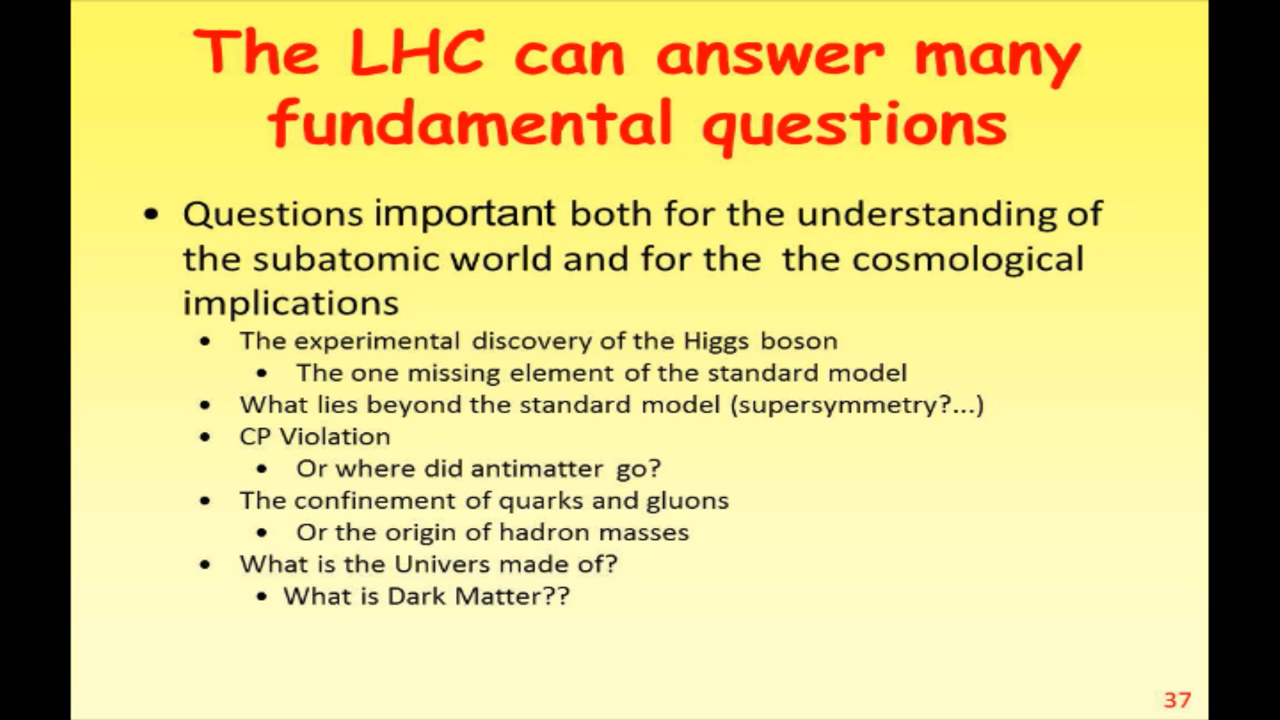 The LHC can answer many
fundamental questions
• Questions important both for the understanding of
the subatomic world and for the the cosmological
implications
• The experimental discovery of the Higgs boson
• The one missing element of the standard model
• What lies beyond the standard model (supersymmetry?...)
• CP Violation
• Or where did antimatter go?
• The confinement of quarks and gluons
• Or the origin of hadron masses
• What is the Univers made of?
• What is Dark Matter??
37